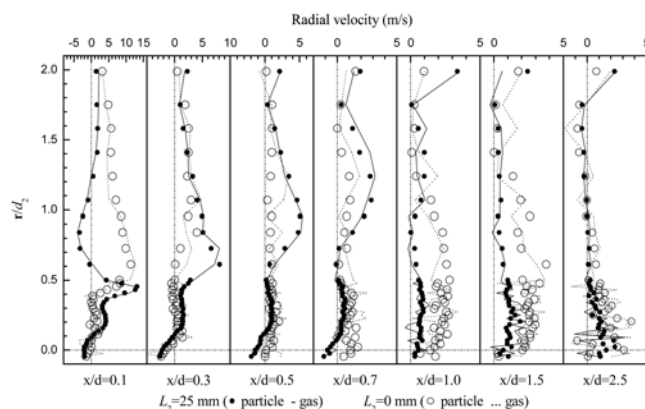 Radial velocity (m/s)
-5 0 5 10 15 0 5 10 0 5 0 5 0 5 0 5 0 5
2.0
1.5
r/d₂
1.0
0.5
0.0
x/d=0.1 x/d=0.3 x/d=0.5 x/d=0.7 x/d=1.0 x/d=1.5 x/d=2.5
=25 mm (● particle - gas) =0 mm (○ particle ... gas)